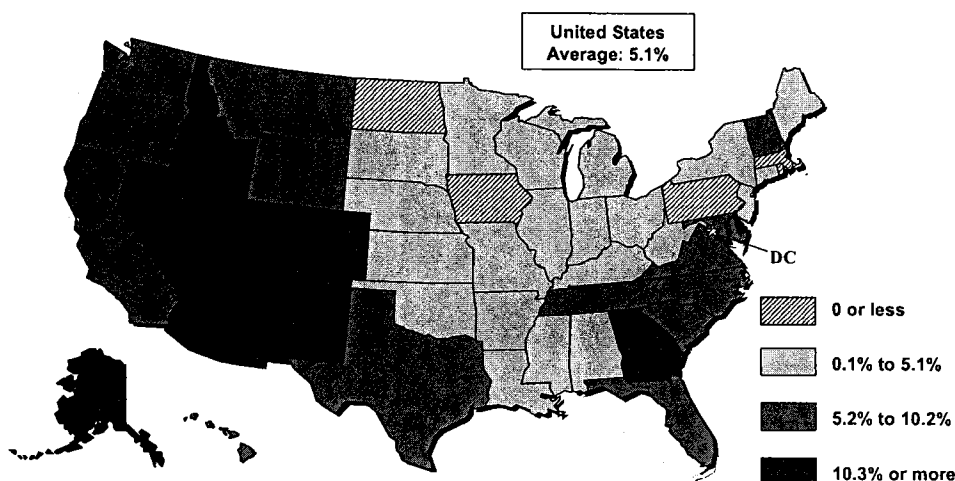 United States
Average: 5.1%
DC
0 or less
0.1% to 5.1%
5.2% to 10.2%
10.3% or more